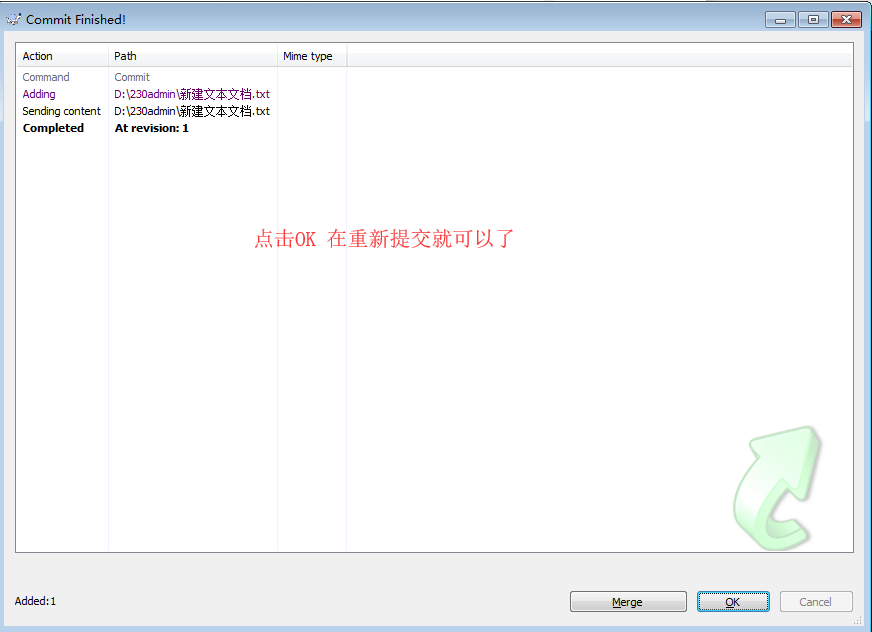 Commit Finished!
Action Path Mime type
Command Commit
Adding D:\230admin\新建文本文档.txt
Sending content D:\230admin\新建文本文档.txt
Completed At revision: 1
点击OK 在重新提交就可以了
Added:1
Merge OK Cancel